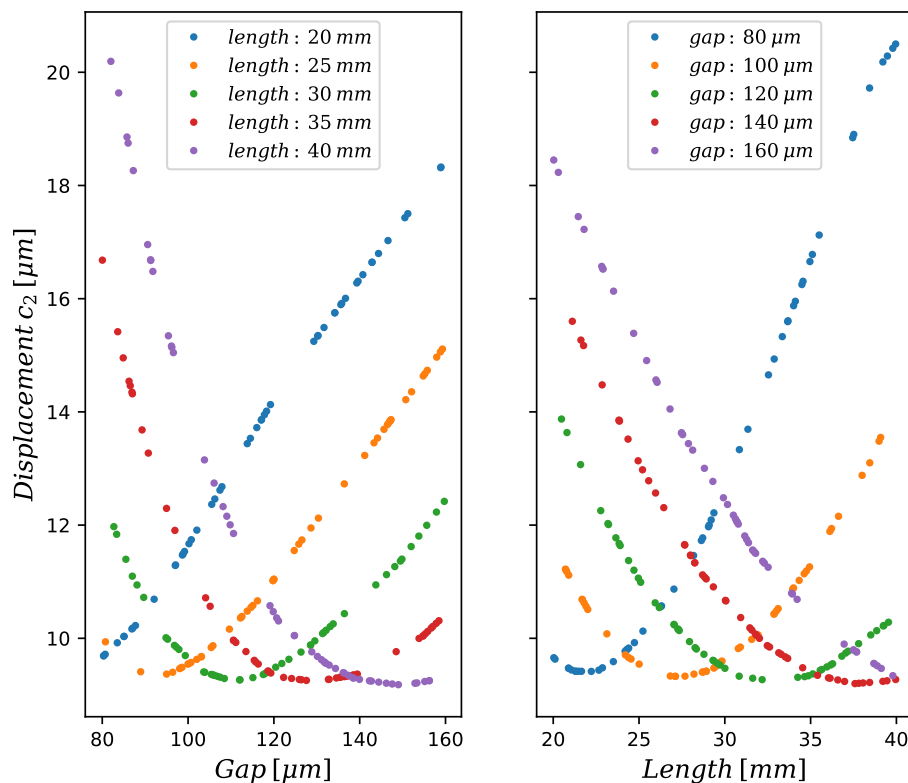 Displacement c₂ [μm]
20
18
16
14
12
10
length : 20 mm
length : 25 mm
length : 30 mm
length : 35 mm
length : 40 mm
80 100 120 140 160
Gap [μm]
gap : 80 μm
gap : 100 μm
gap : 120 μm
gap : 140 μm
gap : 160 μm
20 25 30 35 40
Length [mm]